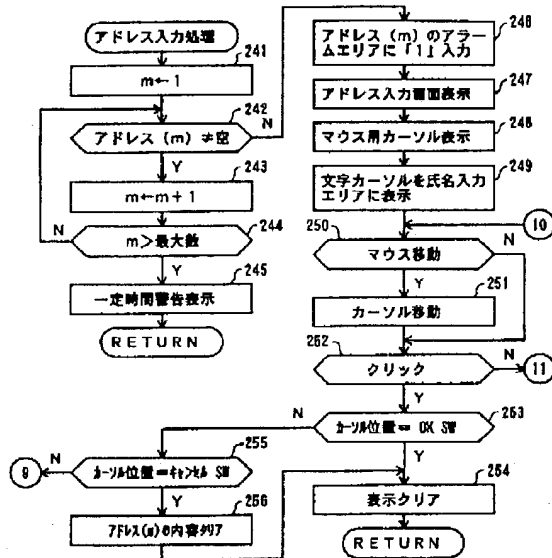 アドレス入力処理
241
m←1
242
アドレス (m) ≠空
N
Y
243
m←m+1
N
244
m>最大数
Y
245
一定時間警告表示
RETURN
246
アドレス (m) のアラー
ムエリアに「1」入力
247
アドレス入力画面表示
248
マウス用カーソル表示
249
文字カーソルを氏名入力
エリアに表示
10
250
マウス移動
N
Y
251
カーソル移動
252
クリック
N
11
Y
253
カーソル位置= OK SW
N
Y
255
カーソル位置=キャンセル SW
N
9
Y
256
アドレス(m)の内容クリア
254
表示クリア
RETURN